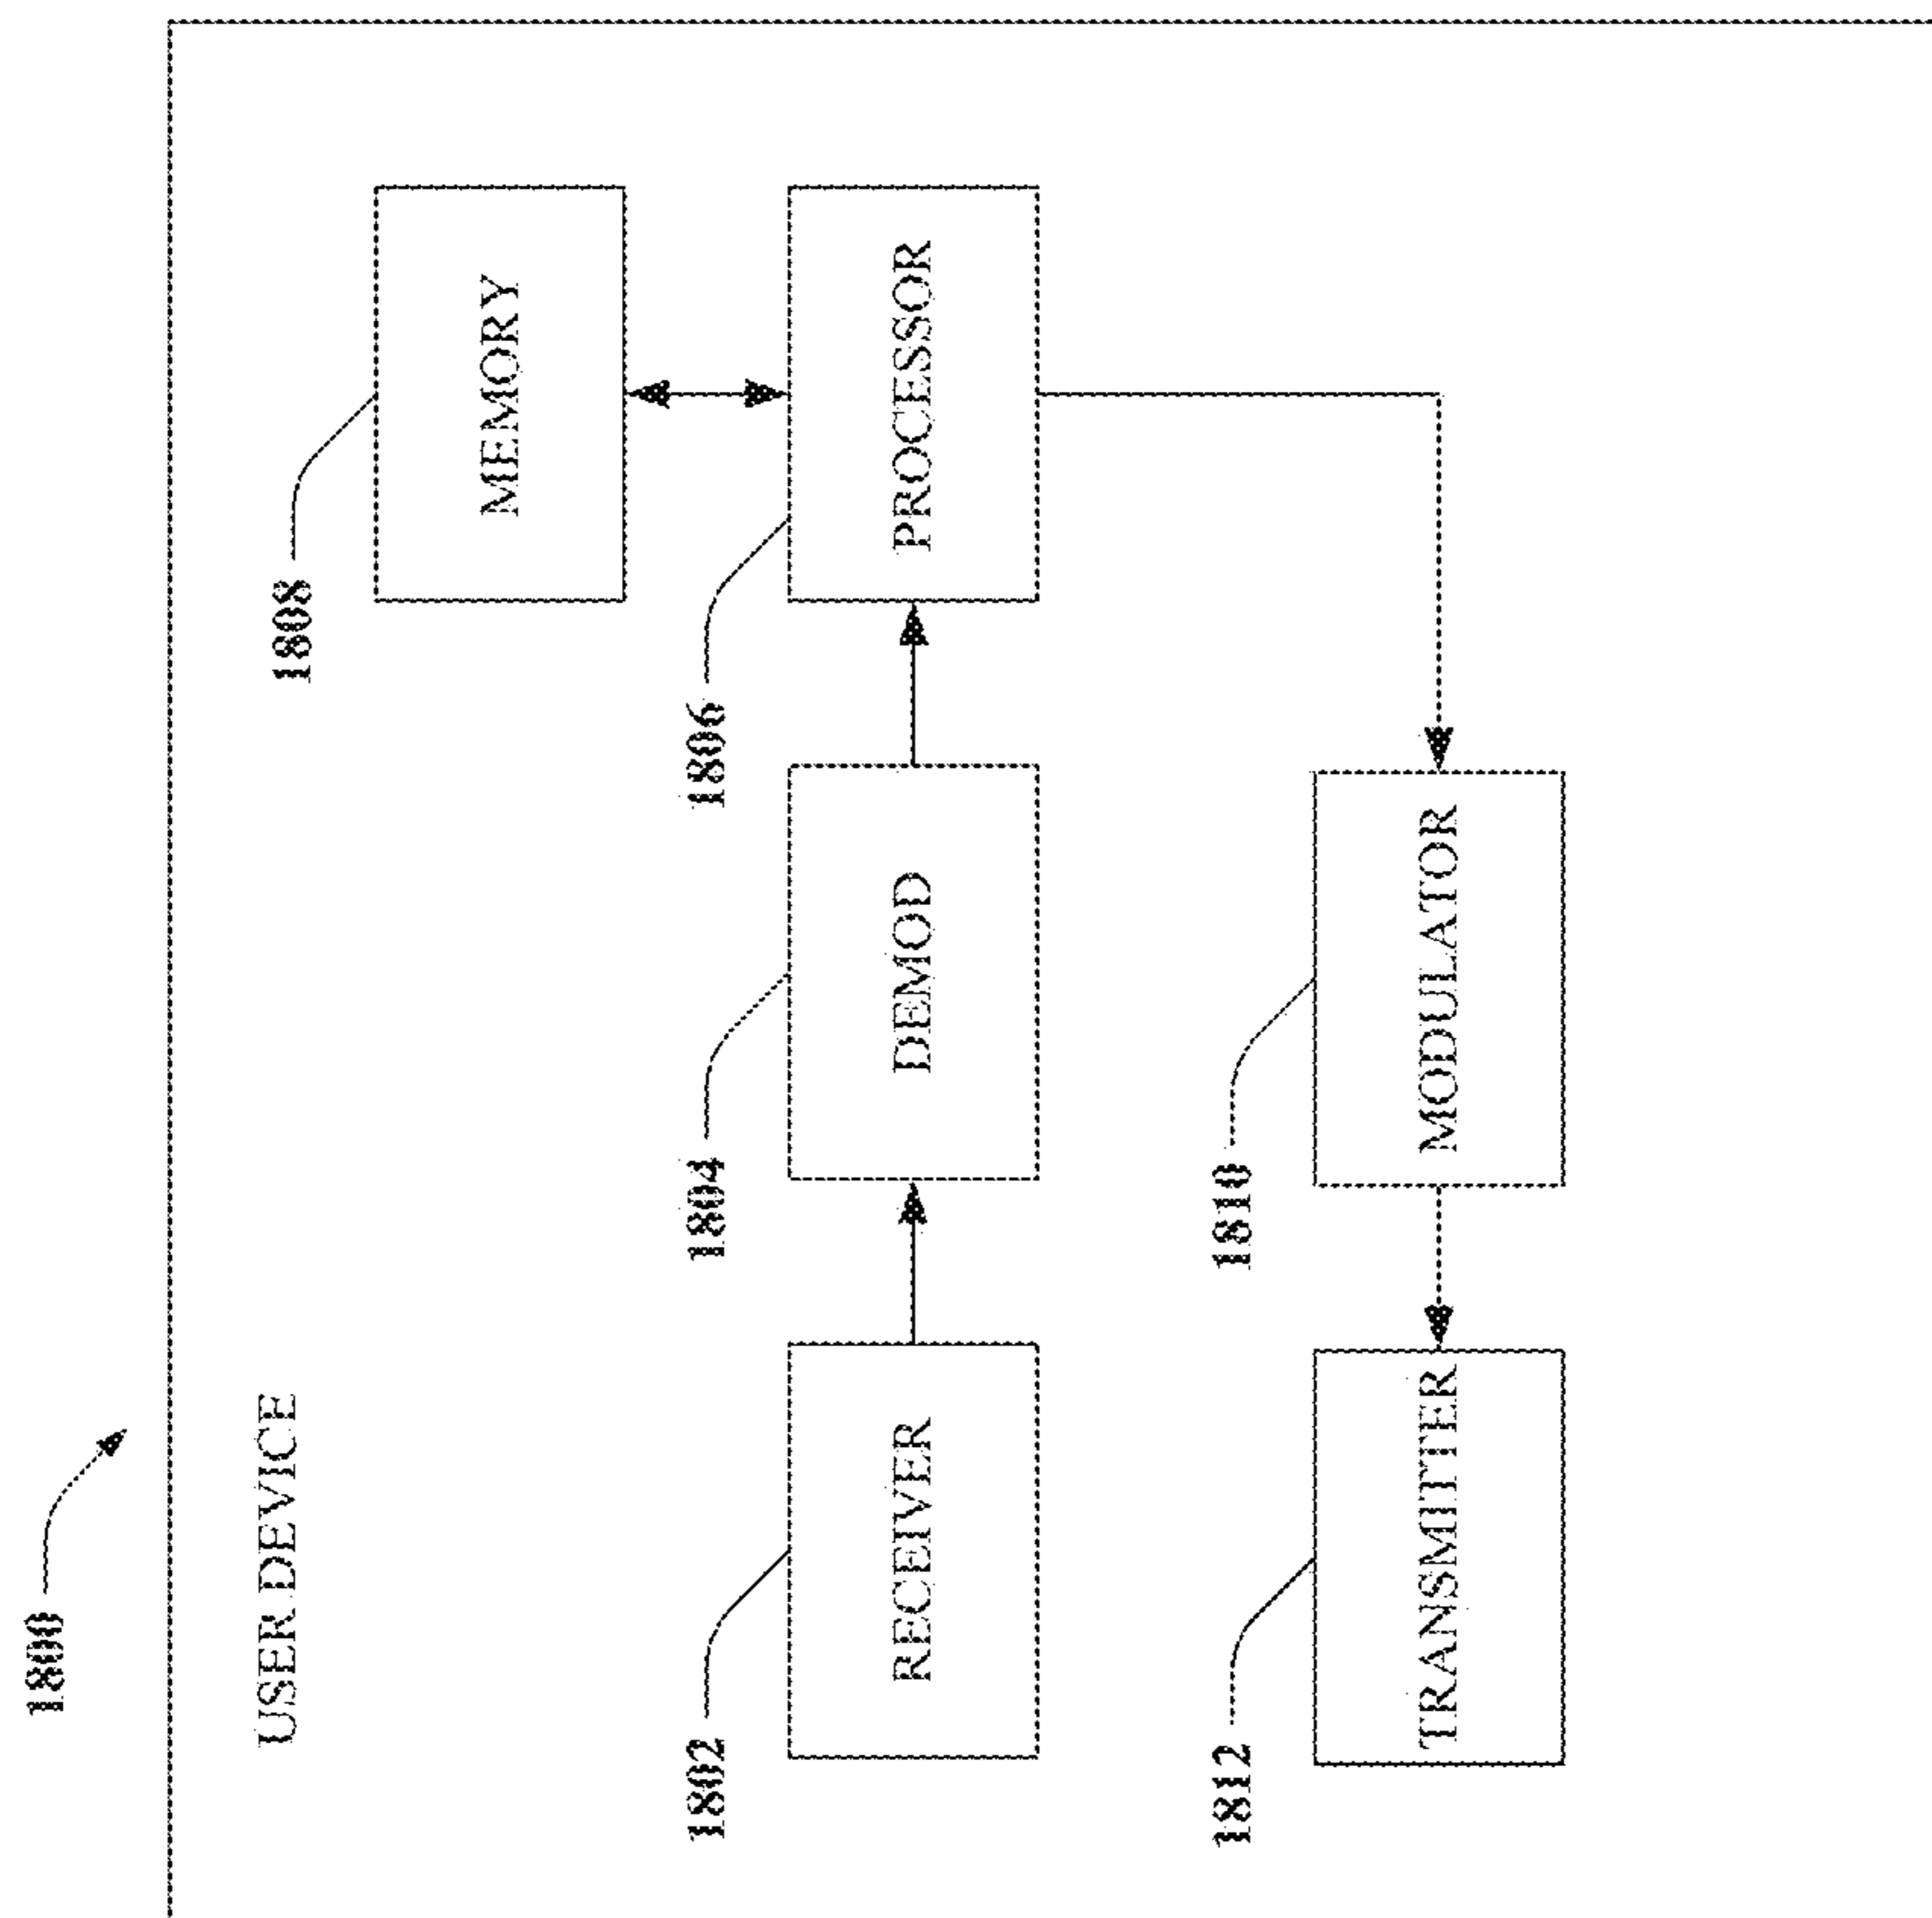 1800
USER DEVICE
1808
MEMORY
1802
RECEIVER
1804
DEMOD
1806
PROCESSOR
1812
TRANSMITTER
1810
MODULATOR